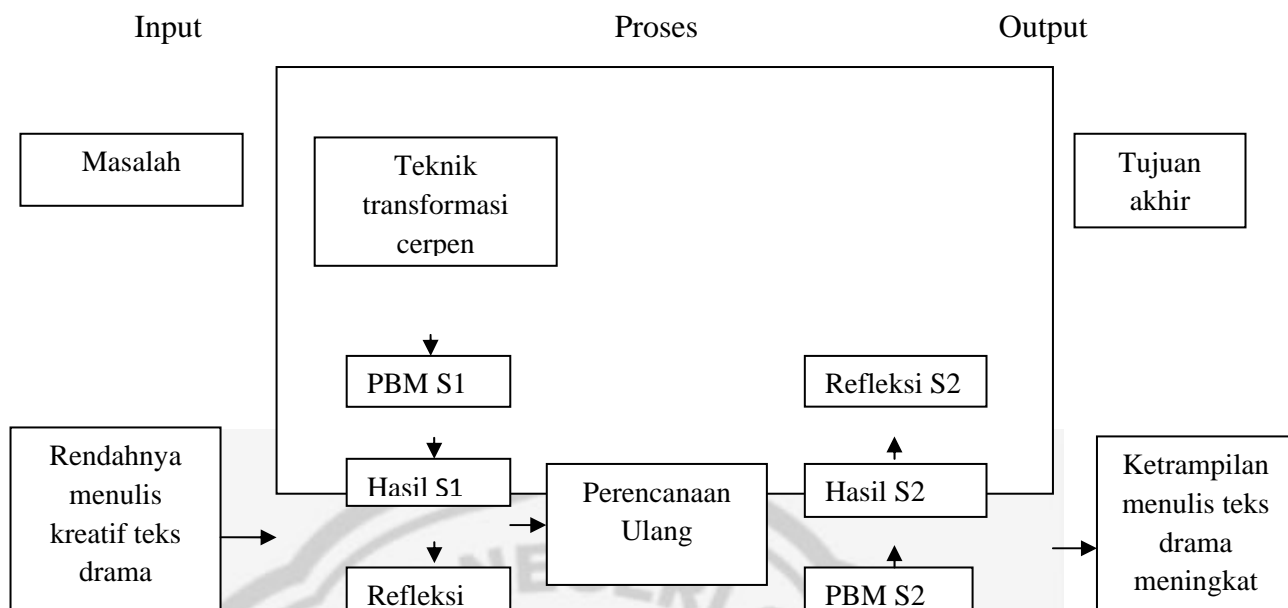 Input
Proses
Output
Masalah
Teknik
transformasi
cerpen
Tujuan
akhir
PBM S1
Refleksi S2
Rendahnya
menulis
kreatif teks
drama
Hasil S1
Perencanaan
Ulang
Hasil S2
Ketrampilan
menulis teks
drama
meningkat
Refleksi
PBM S2
NEGERI